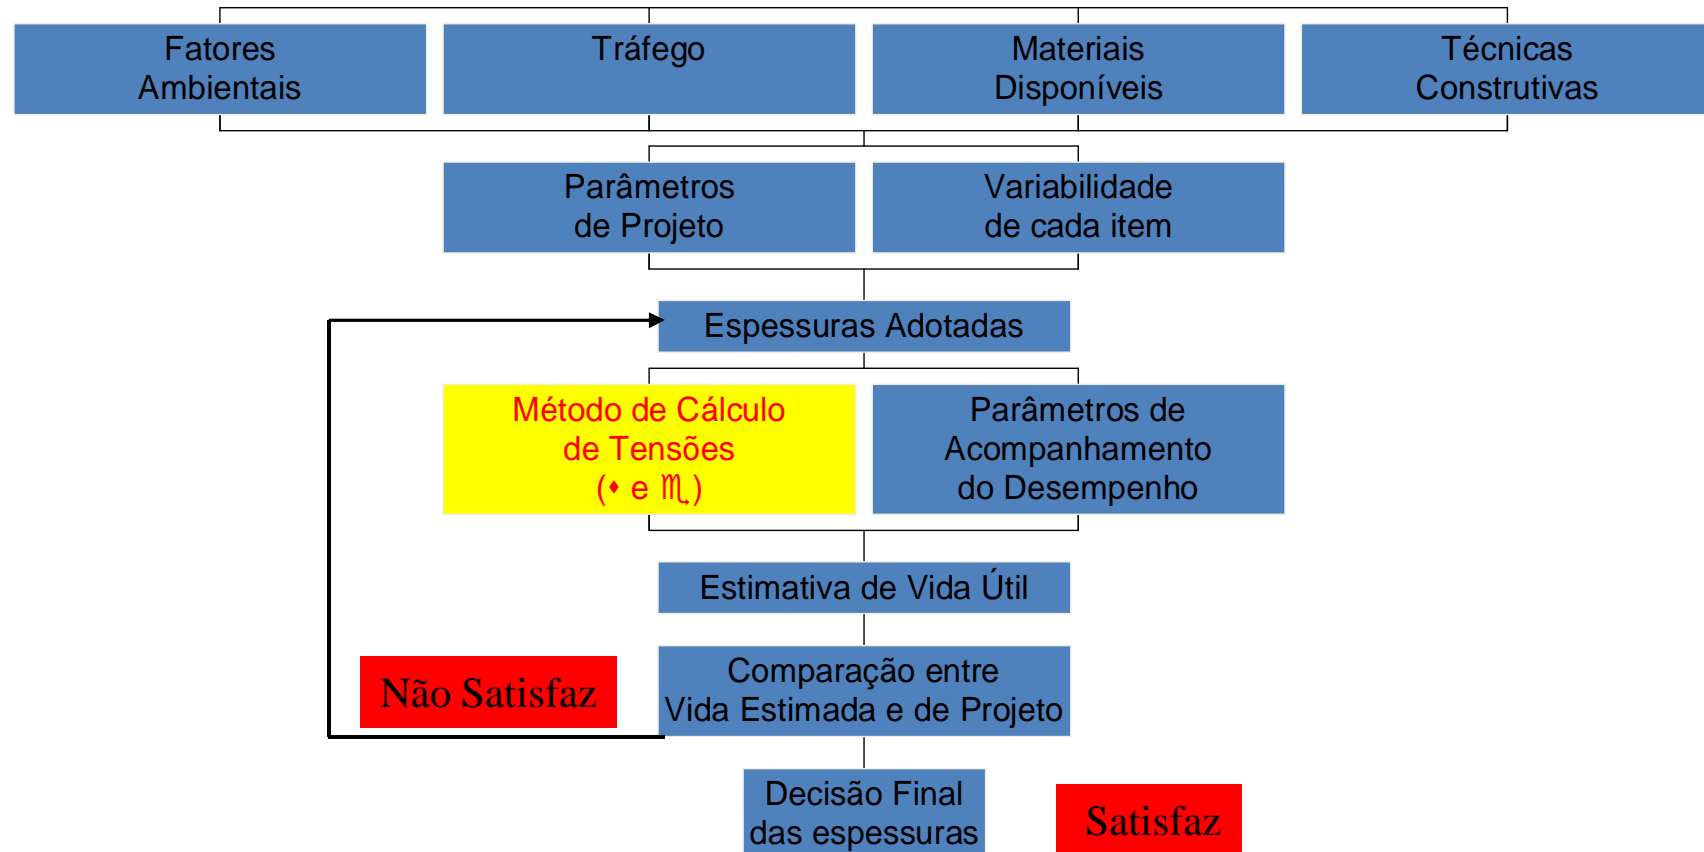 Fatores
Ambientais
Tráfego
Materiais
Disponíveis
Técnicas
Construtivas
Parâmetros
de Projeto
Variabilidade
de cada item
Espessuras Adotadas
Método de Cálculo
de Tensões
(⬧ e ♏)
Parâmetros de
Acompanhamento
do Desempenho
Estimativa de Vida Útil
Não Satisfaz
Comparação entre
Vida Estimada e de Projeto
Decisão Final
das espessuras
Satisfaz